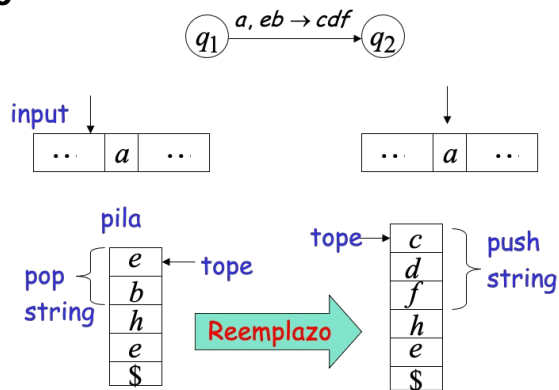 a, eb → cdf
q₁ q₂
input
·· a ·· ·· a ··
pila
pop string
e
b
h
e
$
tope
Reemplazo
tope
c
d
f
h
e
$
push string